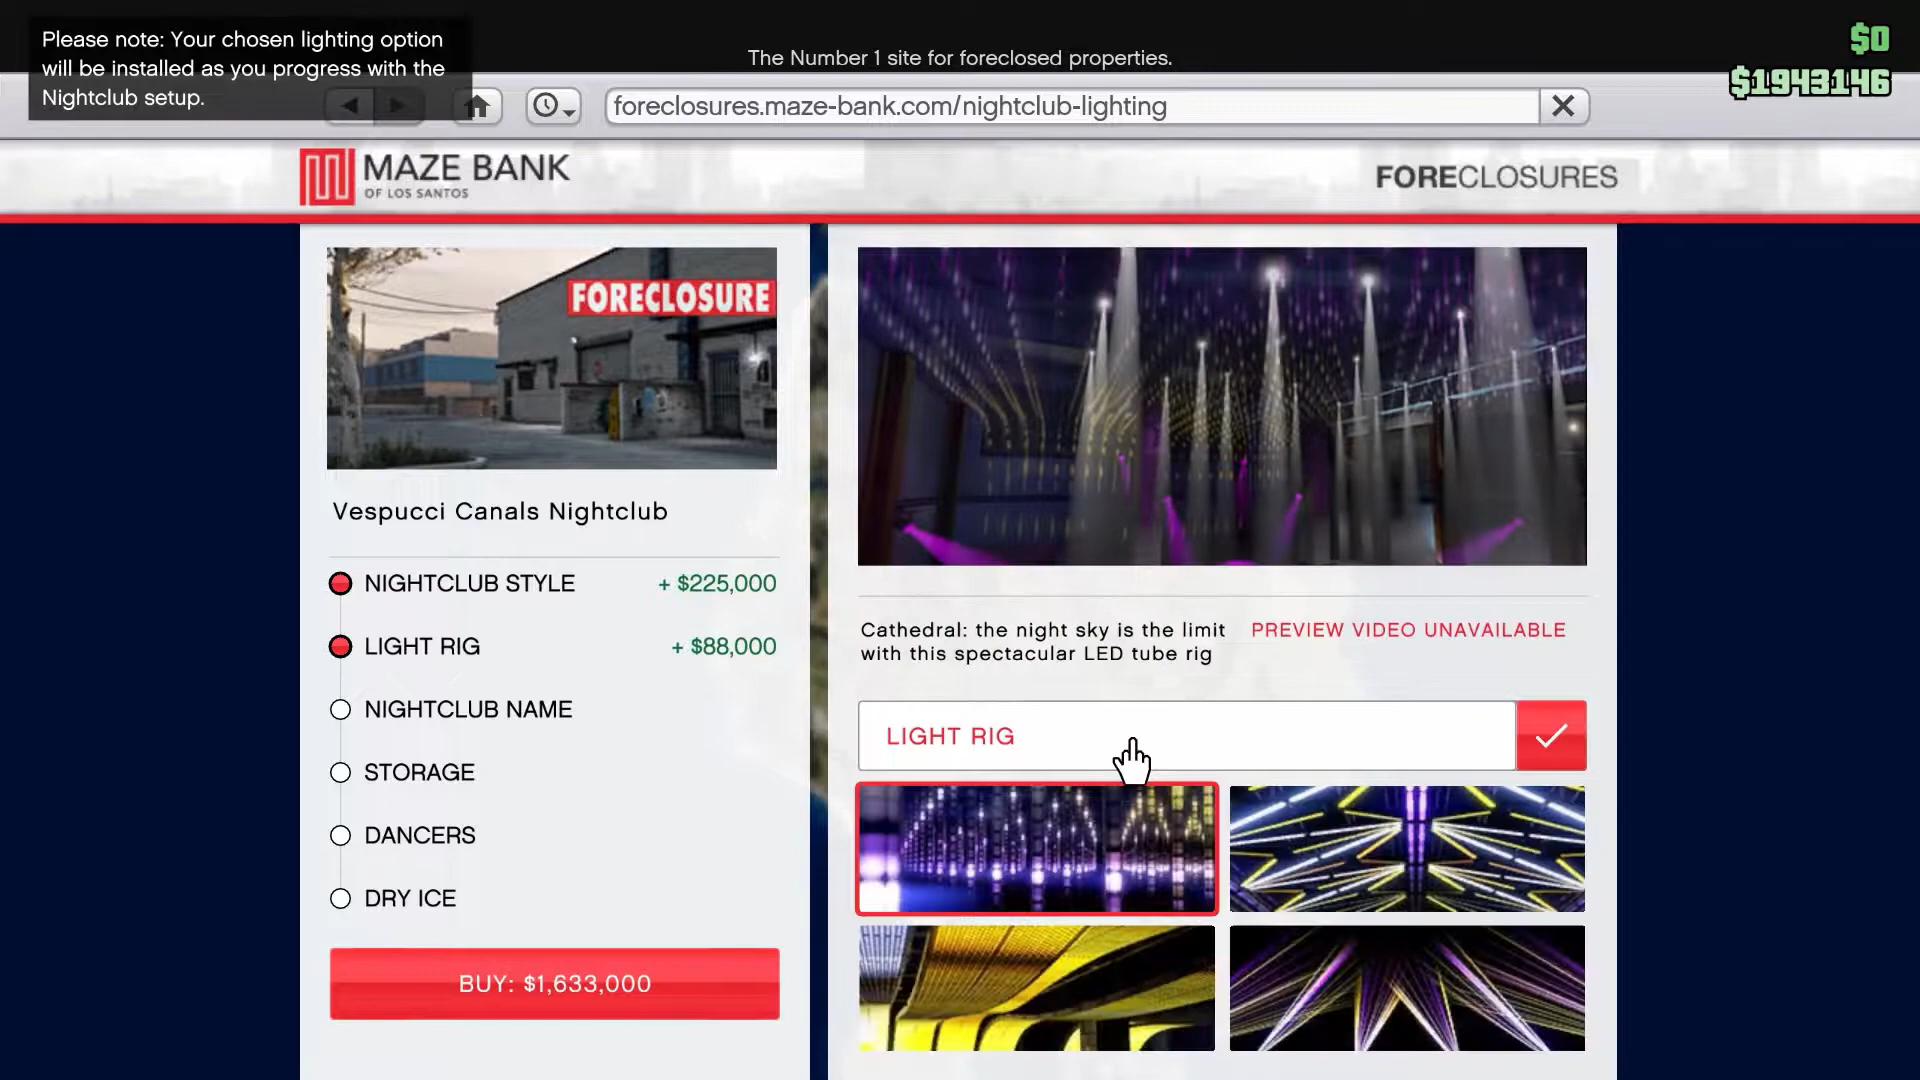 Please note: Your chosen lighting option
will be installed as you progress with the
Nightclub setup.
The Number 1 site for foreclosed properties.
$0
$1943146
foreclosures.maze-bank.com/nightclub-lighting
MAZE BANK
OF LOS SANTOS
FORECLOSURES
FORECLOSURE
Vespucci Canals Nightclub
NIGHTCLUB STYLE + $225,000
LIGHT RIG + $88,000
NIGHTCLUB NAME
STORAGE
DANCERS
DRY ICE
BUY: $1,633,000
Cathedral: the night sky is the limit
with this spectacular LED tube rig
PREVIEW VIDEO UNAVAILABLE
LIGHT RIG